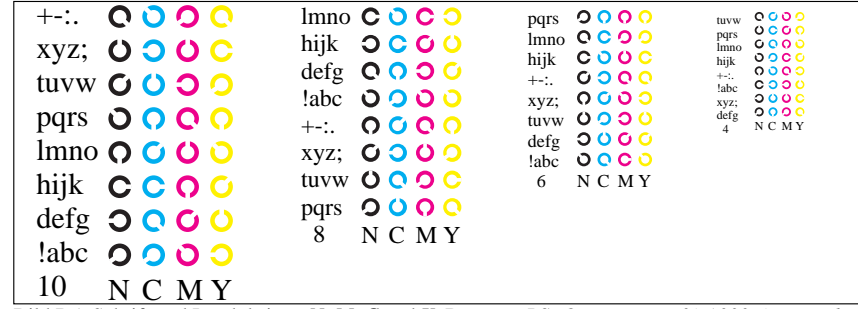 +-:.
xyz;
tuvw
pqrs
lmno
hijk
defg
!abc
10 N C M Y
lmno
hijk
defg
!abc
+-:.
xyz;
tuvw
pqrs
8 N C M Y
pqrs
lmno
hijk
+-:.
xyz;
tuvw
defg
!abc
6 N C M Y
tuvw
pqrs
lmno
hijk
+-:.
!abc
xyz;
defg
4 N C M Y